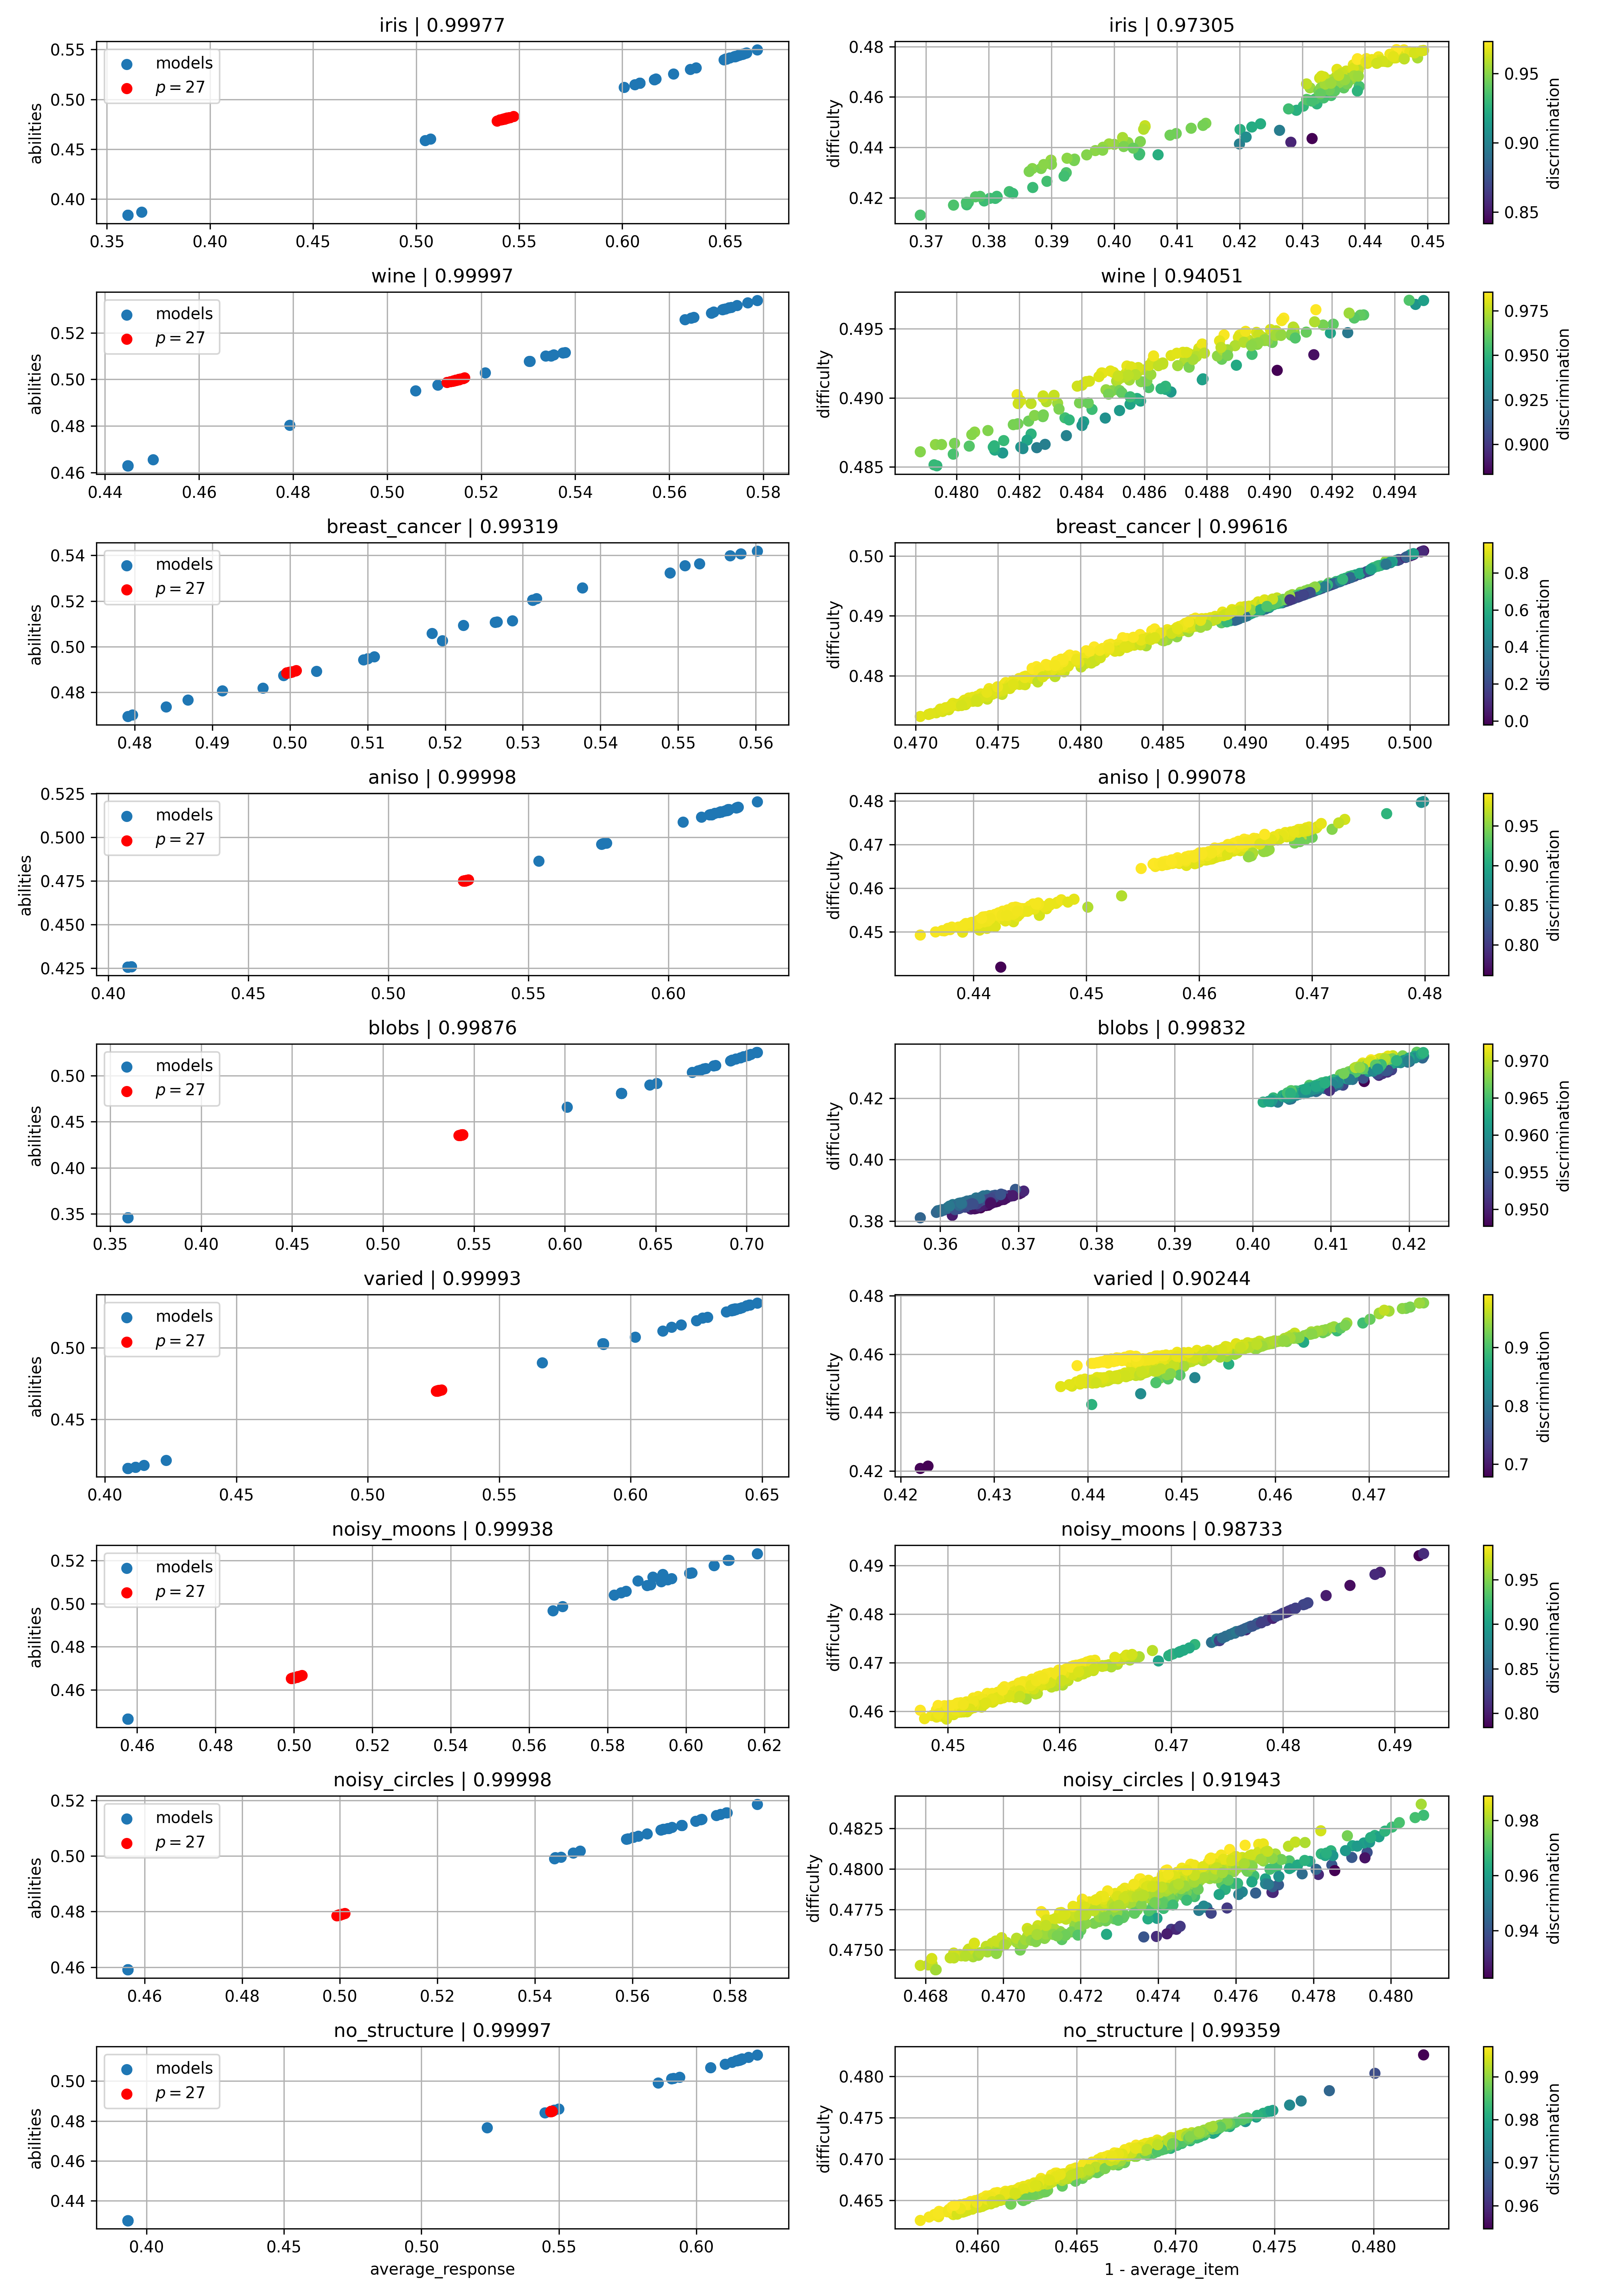 iris | 0.99977
abilities
0.55
0.50
0.45
0.40
models
p = 27
0.35 0.40 0.45 0.50 0.55 0.60 0.65
iris | 0.97305
difficulty
0.48
0.46
0.44
0.42
0.37 0.38 0.39 0.40 0.41 0.42 0.43 0.44 0.45
0.95
0.90
0.85
discrimination
wine | 0.99997
abilities
0.52
0.50
0.48
0.46
models
p = 27
0.44 0.46 0.48 0.50 0.52 0.54 0.56 0.58
wine | 0.94051
difficulty
0.495
0.490
0.485
0.480 0.482 0.484 0.486 0.488 0.490 0.492 0.494
0.975
0.950
0.925
0.900
discrimination
breast_cancer | 0.99319
abilities
0.54
0.52
0.50
0.48
models
p = 27
0.48 0.49 0.50 0.51 0.52 0.53 0.54 0.55 0.56
breast_cancer | 0.99616
difficulty
0.50
0.49
0.48
0.470 0.475 0.480 0.485 0.490 0.495 0.500
0.8
0.6
0.4
0.2
0.0
discrimination
aniso | 0.99998
abilities
0.525
0.500
0.475
0.450
0.425
models
p = 27
0.40 0.45 0.50 0.55 0.60
aniso | 0.99078
difficulty
0.48
0.47
0.46
0.45
0.44 0.45 0.46 0.47 0.48
0.95
0.90
0.85
0.80
discrimination
blobs | 0.99876
abilities
0.50
0.45
0.40
0.35
models
p = 27
0.35 0.40 0.45 0.50 0.55 0.60 0.65 0.70
blobs | 0.99832
difficulty
0.42
0.40
0.38
0.36 0.37 0.38 0.39 0.40 0.41 0.42
0.970
0.965
0.960
0.955
0.950
discrimination
varied | 0.99993
abilities
0.50
0.45
models
p = 27
0.40 0.45 0.50 0.55 0.60 0.65
varied | 0.90244
difficulty
0.48
0.46
0.44
0.42
0.42 0.43 0.44 0.45 0.46 0.47
0.9
0.8
0.7
discrimination
noisy_moons | 0.99938
abilities
0.52
0.50
0.48
0.46
models
p = 27
0.46 0.48 0.50 0.52 0.54 0.56 0.58 0.60 0.62
noisy_moons | 0.98733
difficulty
0.49
0.48
0.47
0.46
0.45 0.46 0.47 0.48 0.49
0.95
0.90
0.85
0.80
discrimination
noisy_circles | 0.99998
abilities
0.52
0.50
0.48
0.46
models
p = 27
0.46 0.48 0.50 0.52 0.54 0.56 0.58
noisy_circles | 0.91943
difficulty
0.4825
0.4800
0.4775
0.4750
0.468 0.470 0.472 0.474 0.476 0.478 0.480
0.98
0.96
0.94
discrimination
no_structure | 0.99997
abilities
0.50
0.48
0.46
0.44
models
p = 27
0.40 0.45 0.50 0.55 0.60
average_response
no_structure | 0.99359
difficulty
0.480
0.475
0.470
0.465
0.460 0.465 0.470 0.475 0.480
1 - average_item
0.99
0.98
0.97
0.96
discrimination